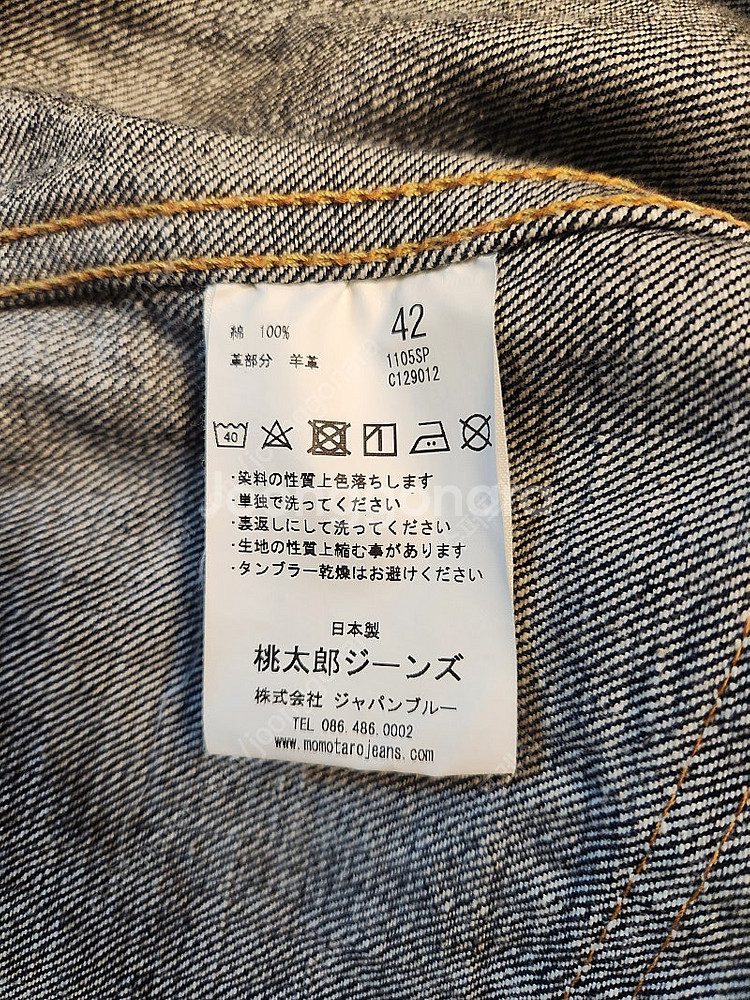 綿 100%
革部分 羊革
42
1105SP
C129012
40
・染料の性質上色落ちします
・単独で洗ってください
・裏返しにして洗ってください
・生地の性質上縮む事があります
・タンブラー乾燥はお避けください
日本製
桃太郎ジーンズ
株式会社 ジャパンブルー
TEL 086.486.0002
www.momotarojeans.com